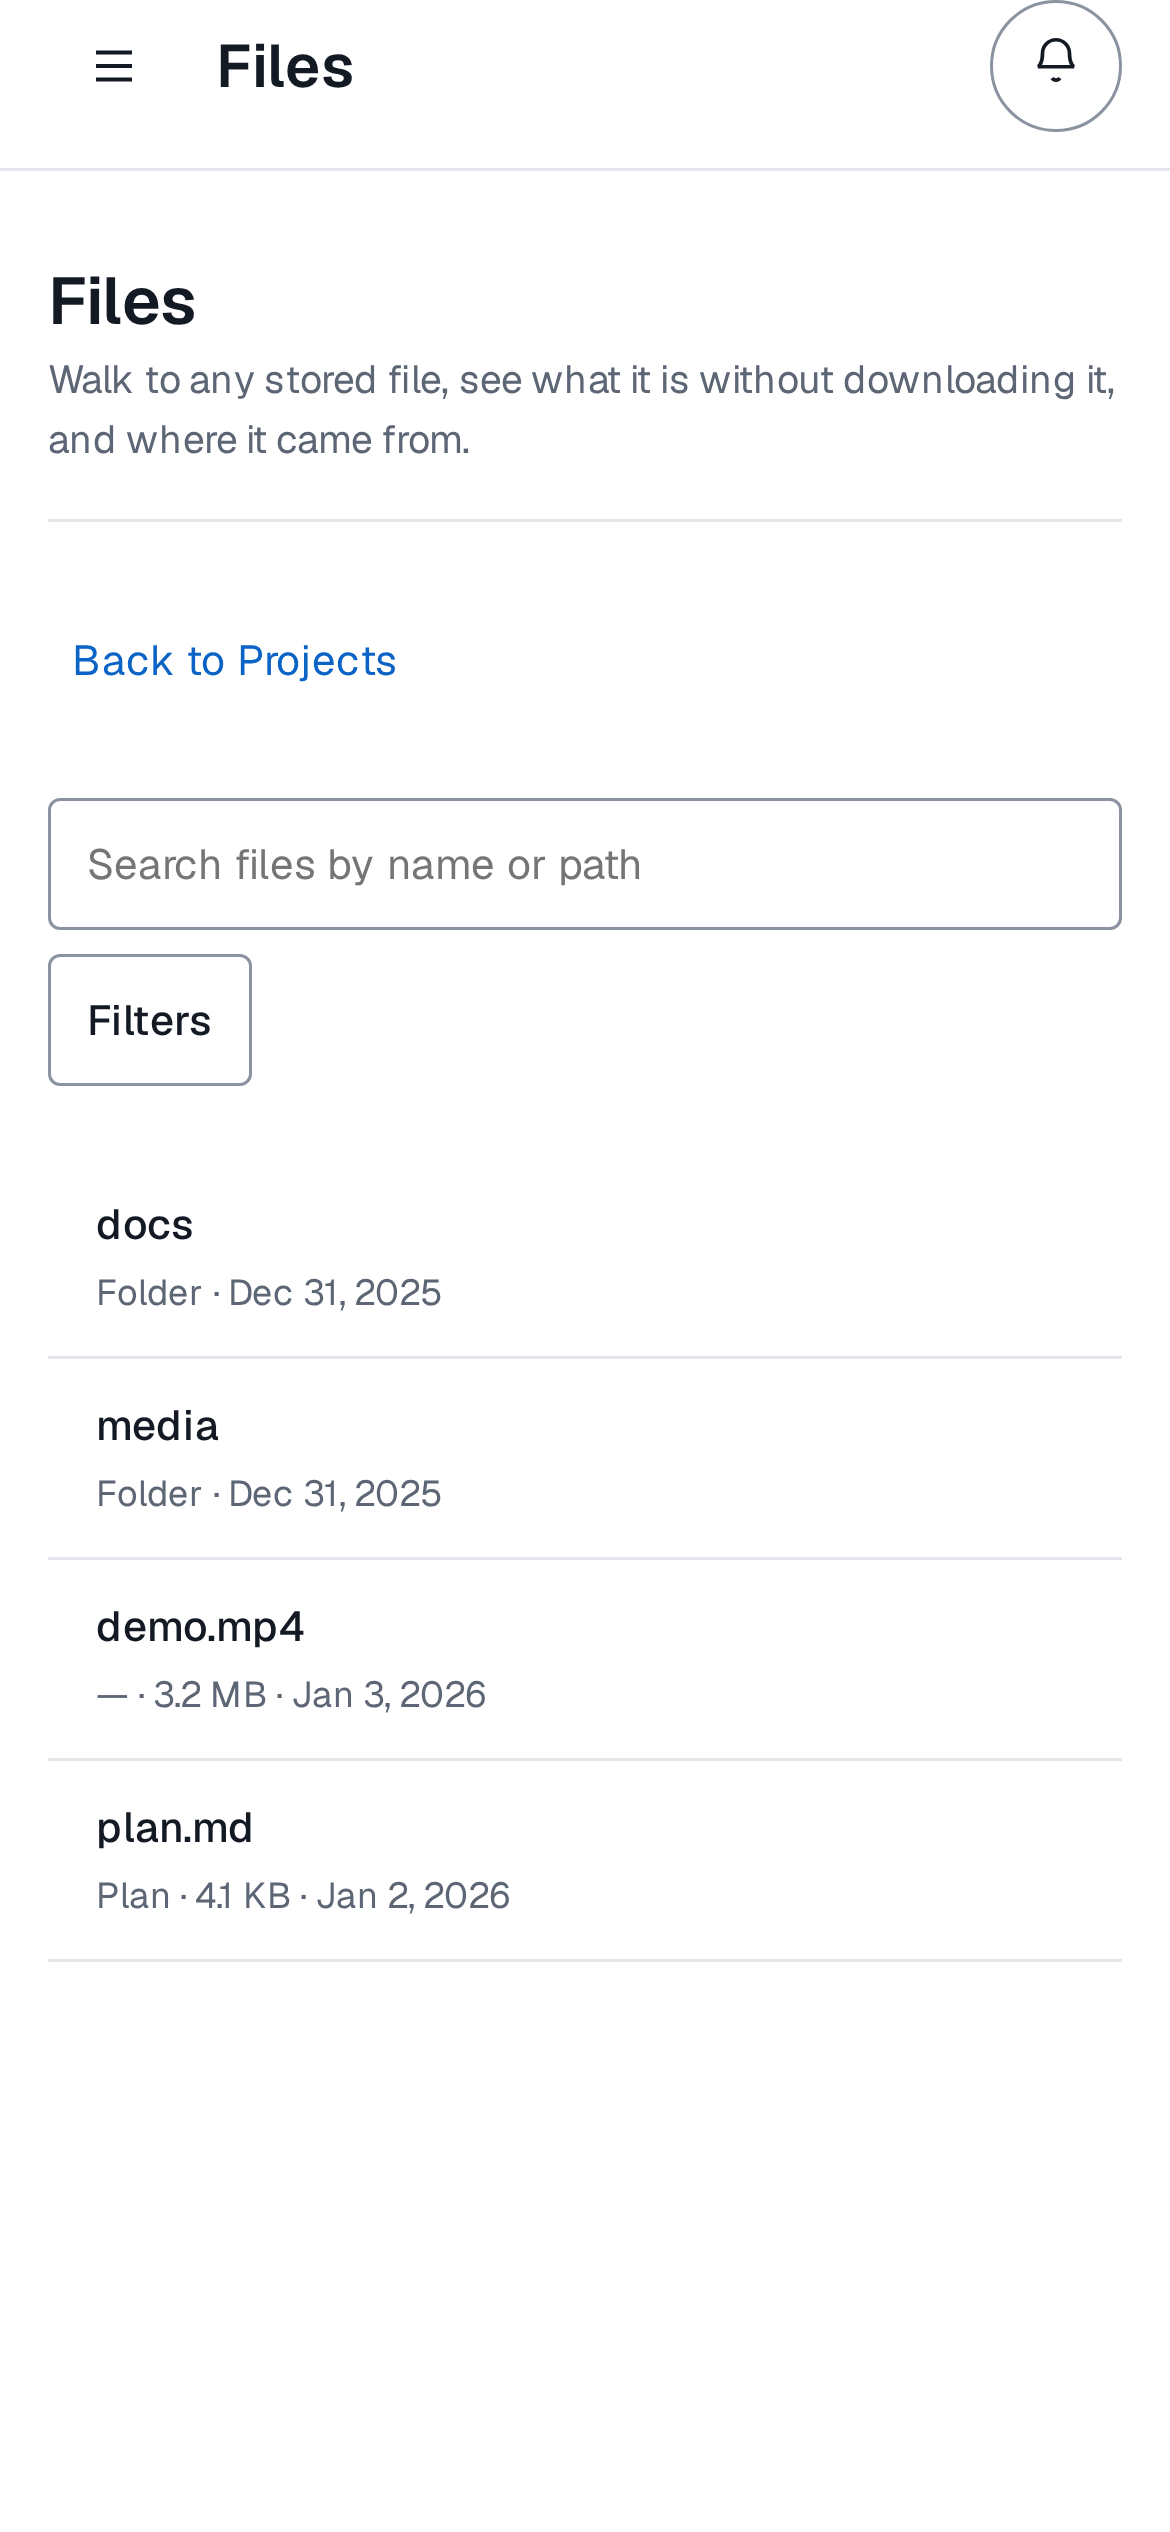 Files
Files
Walk to any stored file, see what it is without downloading it,
and where it came from.
Back to Projects
Search files by name or path
Filters
docs
Folder · Dec 31, 2025
media
Folder · Dec 31, 2025
demo.mp4
— · 3.2 MB · Jan 3, 2026
plan.md
Plan · 4.1 KB · Jan 2, 2026